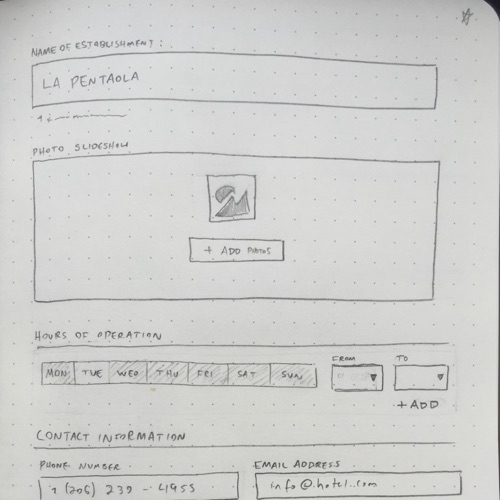 NAME OF ESTABLISHMENT:
LA PENTAOLA
PHOTO SLIDESHOW
+ ADD PHOTOS
HOURS OF OPERATION
FROM TO
MON TUE WED THU FRI SAT SUN
+ ADD
CONTACT INFORMATION
PHONE NUMBER EMAIL ADDRESS
1 (206) 239-4955 info@hotel.com